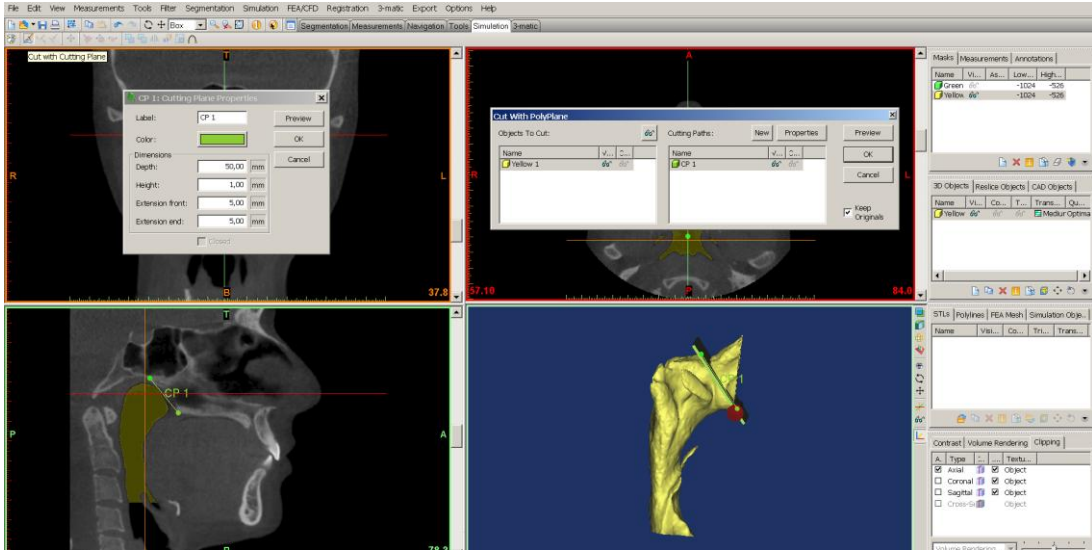 File Edit View Measurements Tools Filter Segmentation Simulation FEA/CFD Registration 3-matic Export Options Help
Box Segmentation Measurements Navigation Tools Simulation 3-matic
Cut with Cutting Plane
T
R
L
B
37.8
CP 1: Cutting Plane Properties
Label: CP 1 Preview
Color: OK
Cancel
Dimensions
Depth: 50,00 mm
Height: 1,00 mm
Extension front: 5,00 mm
Extension end: 5,00 mm
Closed
A
R
L
P
57.10
84.0
Cut With PolyPlane
Objects To Cut: Cutting Paths: New Properties Preview
Name V... C... Name V... C... OK
Yellow 1 CP 1
Cancel
Keep
Originals
T
P
A
CP 1
78.3
Masks Measurements Annotations
Name Vi... As... Low... High...
Green -1024 -526
Yellow -1024 -526
3D Objects Reslice Objects CAD Objects
Name Vi... Co... T... Trans... Qu...
Yellow Mediur Optima
STLs Polylines FEA Mesh Simulation Obje...
Name Visi... Co... Tri... Trans...
Contrast Volume Rendering Clipping
A. Type Textu...
Axial Object
Coronal Object
Sagittal Object
Cross-Se Object
Volume Rendering